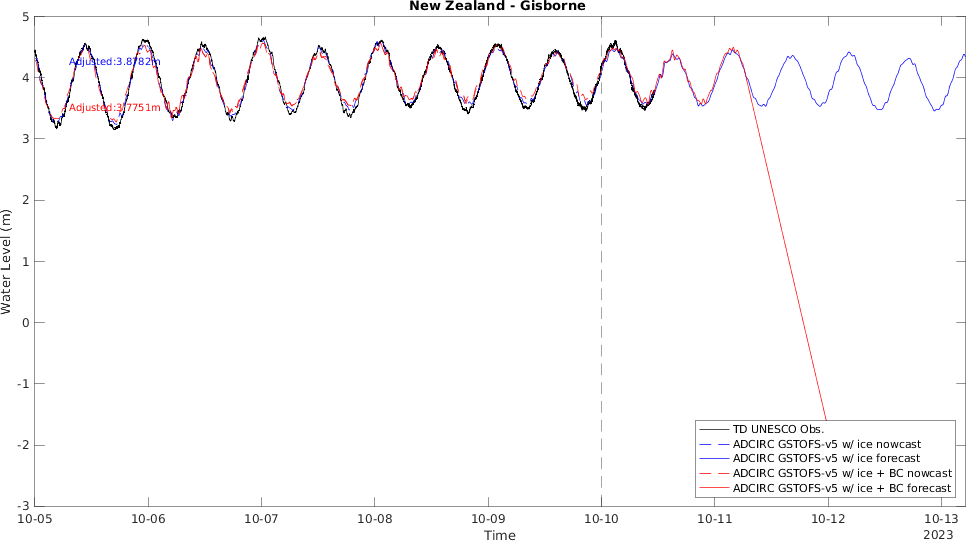 New Zealand - Gisborne
5
4
3
2
1
0
-1
-2
-3
Water Level (m)
Adjusted:3.8782m
Adjusted:3.7751m
TD UNESCO Obs.
ADCIRC GSTOFS-v5 w/ ice nowcast
ADCIRC GSTOFS-v5 w/ ice forecast
ADCIRC GSTOFS-v5 w/ ice + BC nowcast
ADCIRC GSTOFS-v5 w/ ice + BC forecast
10-05 10-06 10-07 10-08 10-09 10-10 10-11 10-12 10-13
Time
2023